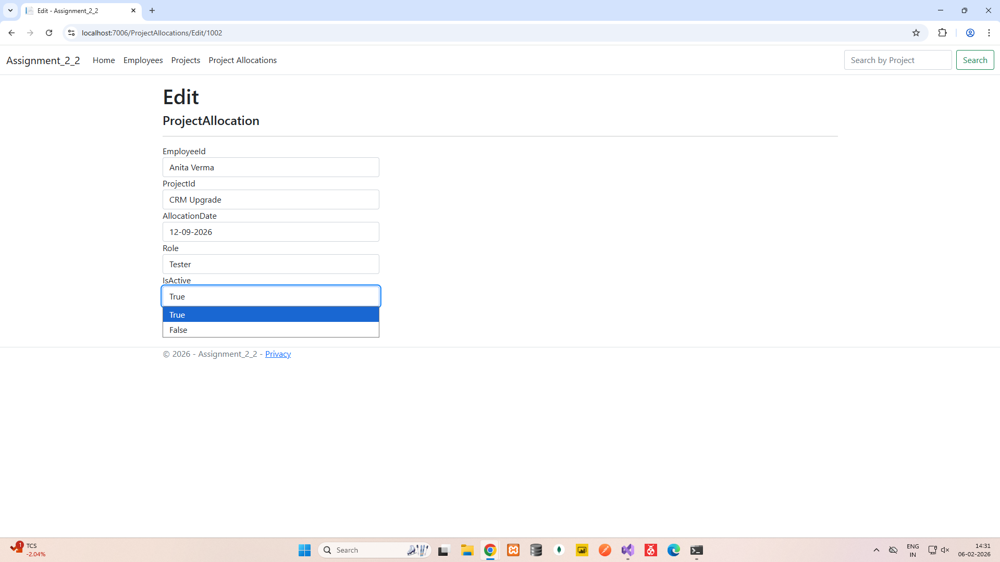 Edit - Assignment_2_2
localhost:7006/ProjectAllocations/Edit/1002
Assignment_2_2 Home Employees Projects Project Allocations Search by Project Search
Edit
ProjectAllocation
EmployeeId
Anita Verma
ProjectId
CRM Upgrade
AllocationDate
12-09-2026
Role
Tester
IsActive
True
True
False
© 2026 - Assignment_2_2 - Privacy
1
TCS
-2.04%
Search
ENG
IN
14:31
06-02-2026